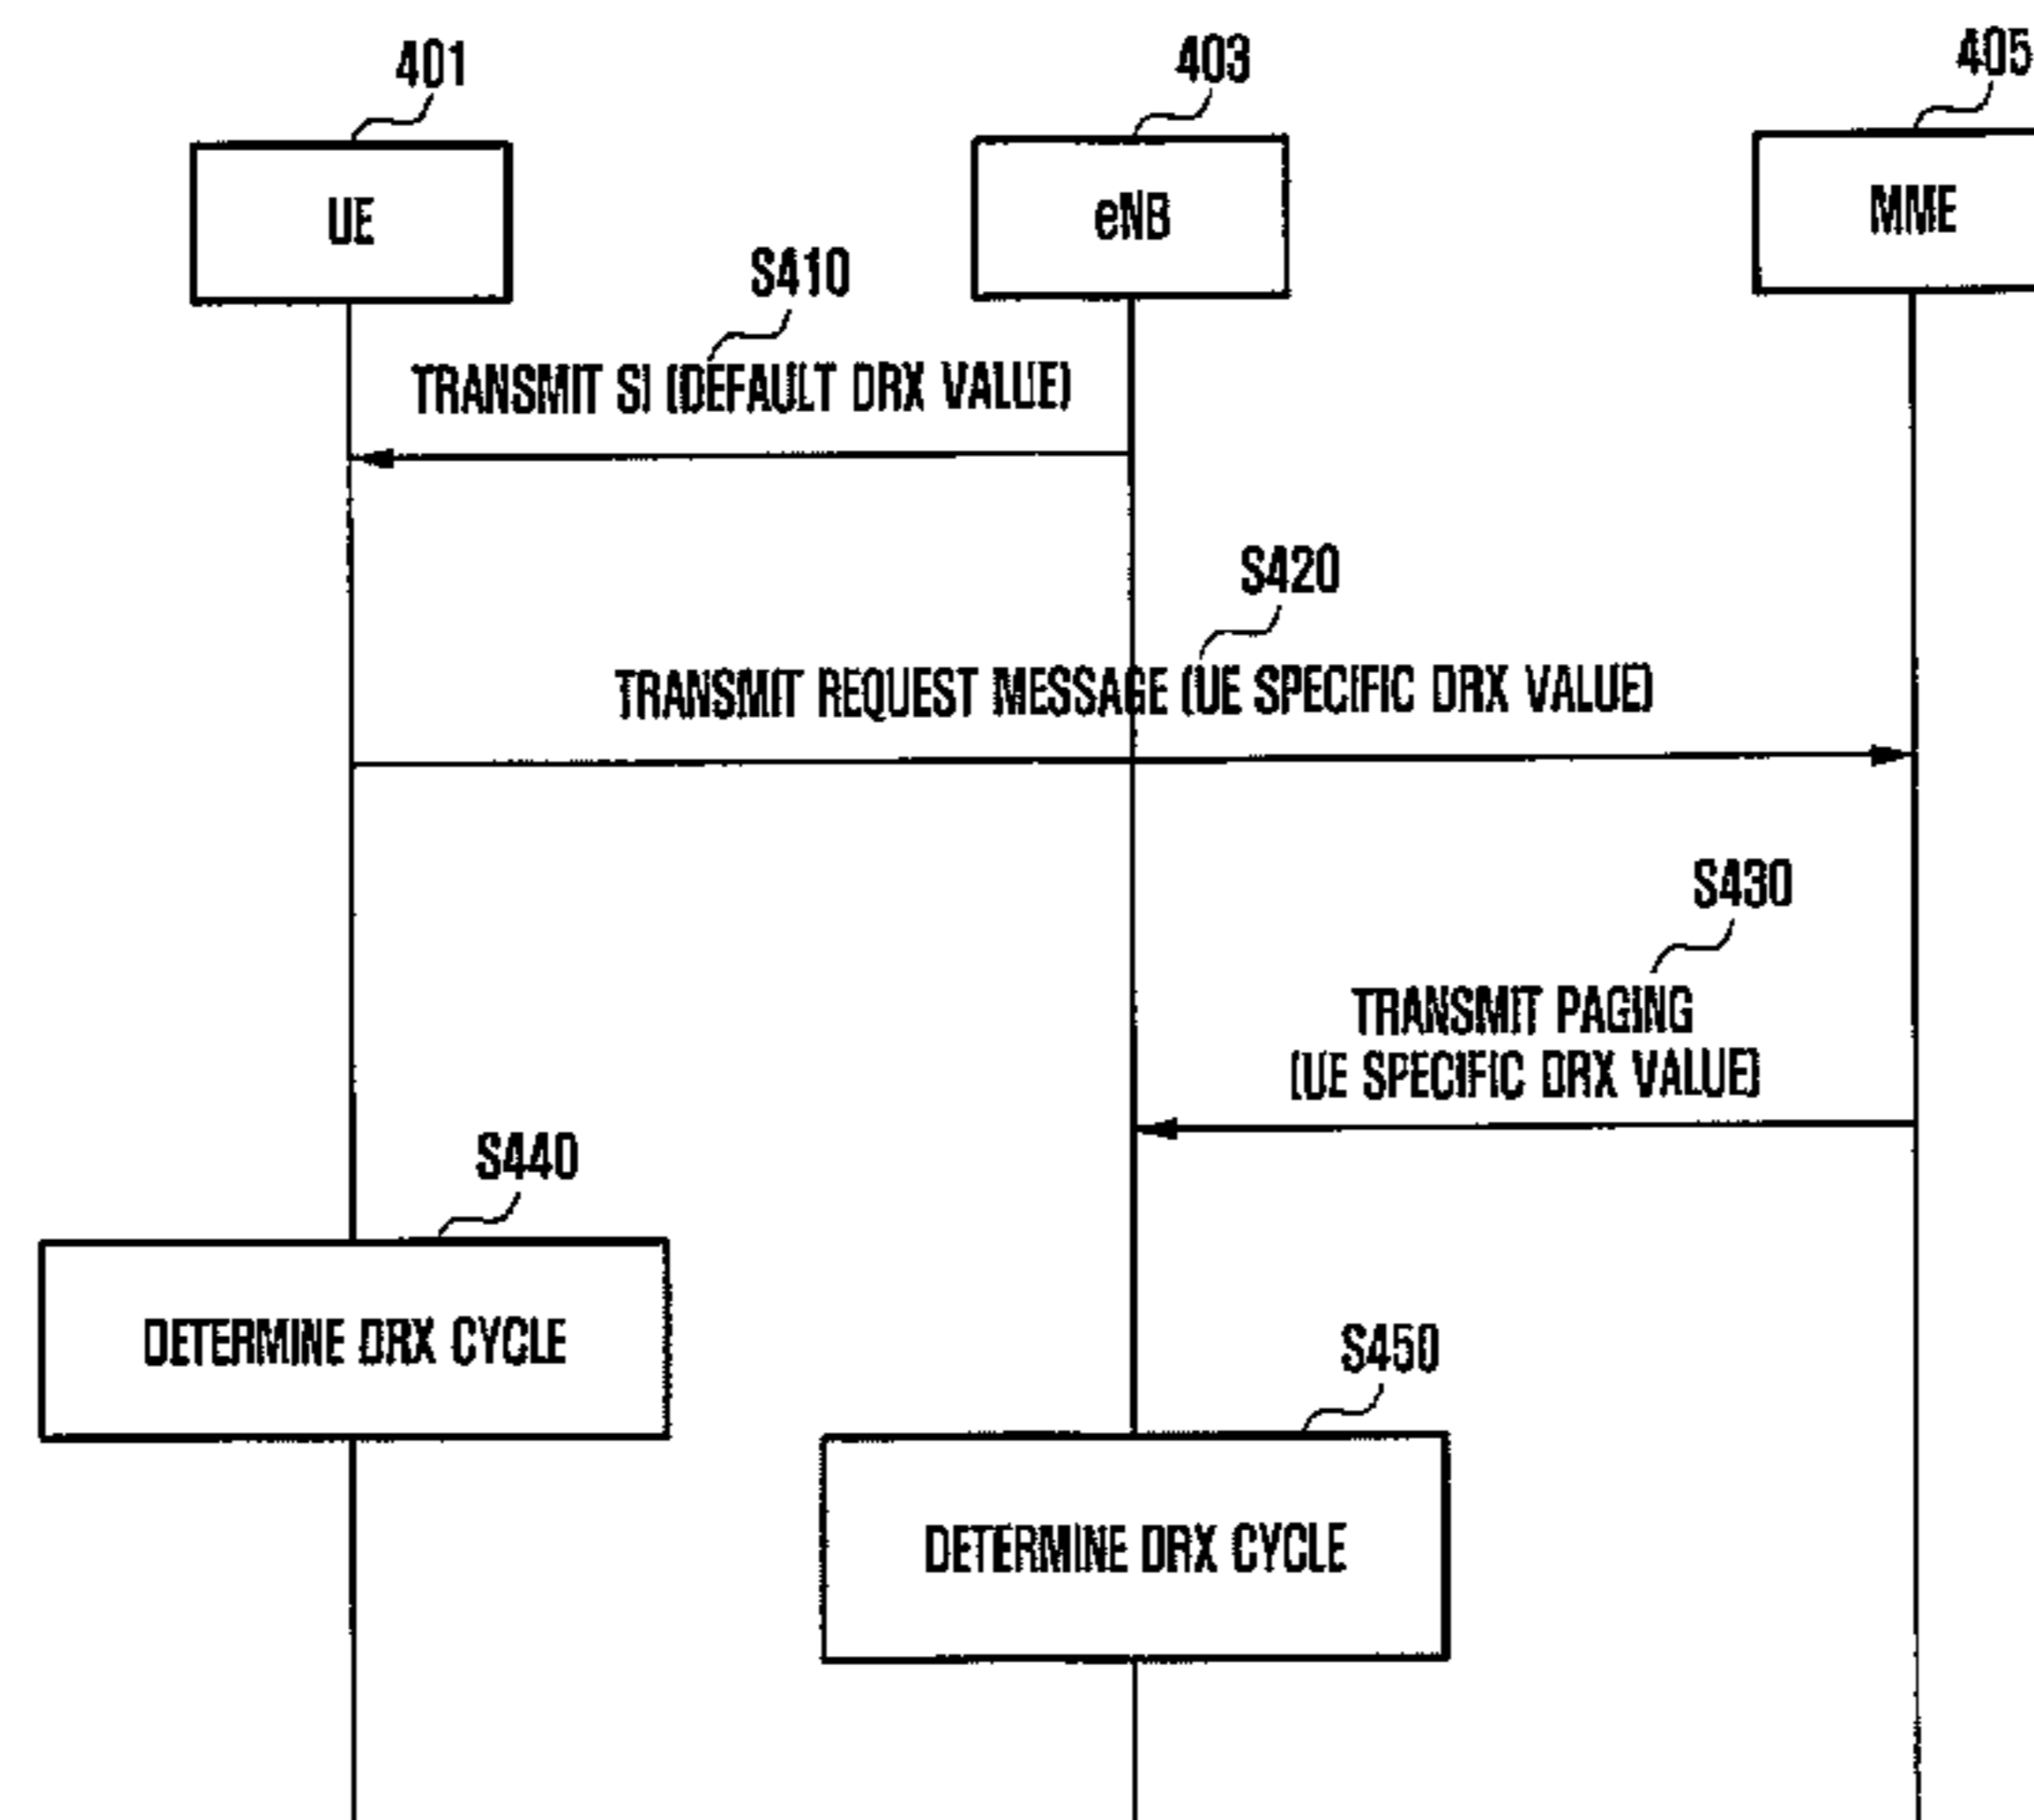 401
403
405
UE
eNB
MME
S410
TRANSMIT SI (DEFAULT DRX VALUE)
S420
TRANSMIT REQUEST MESSAGE (UE SPECIFIC DRX VALUE)
S430
TRANSMIT PAGING
(UE SPECIFIC DRX VALUE)
S440
DETERMINE DRX CYCLE
S450
DETERMINE DRX CYCLE